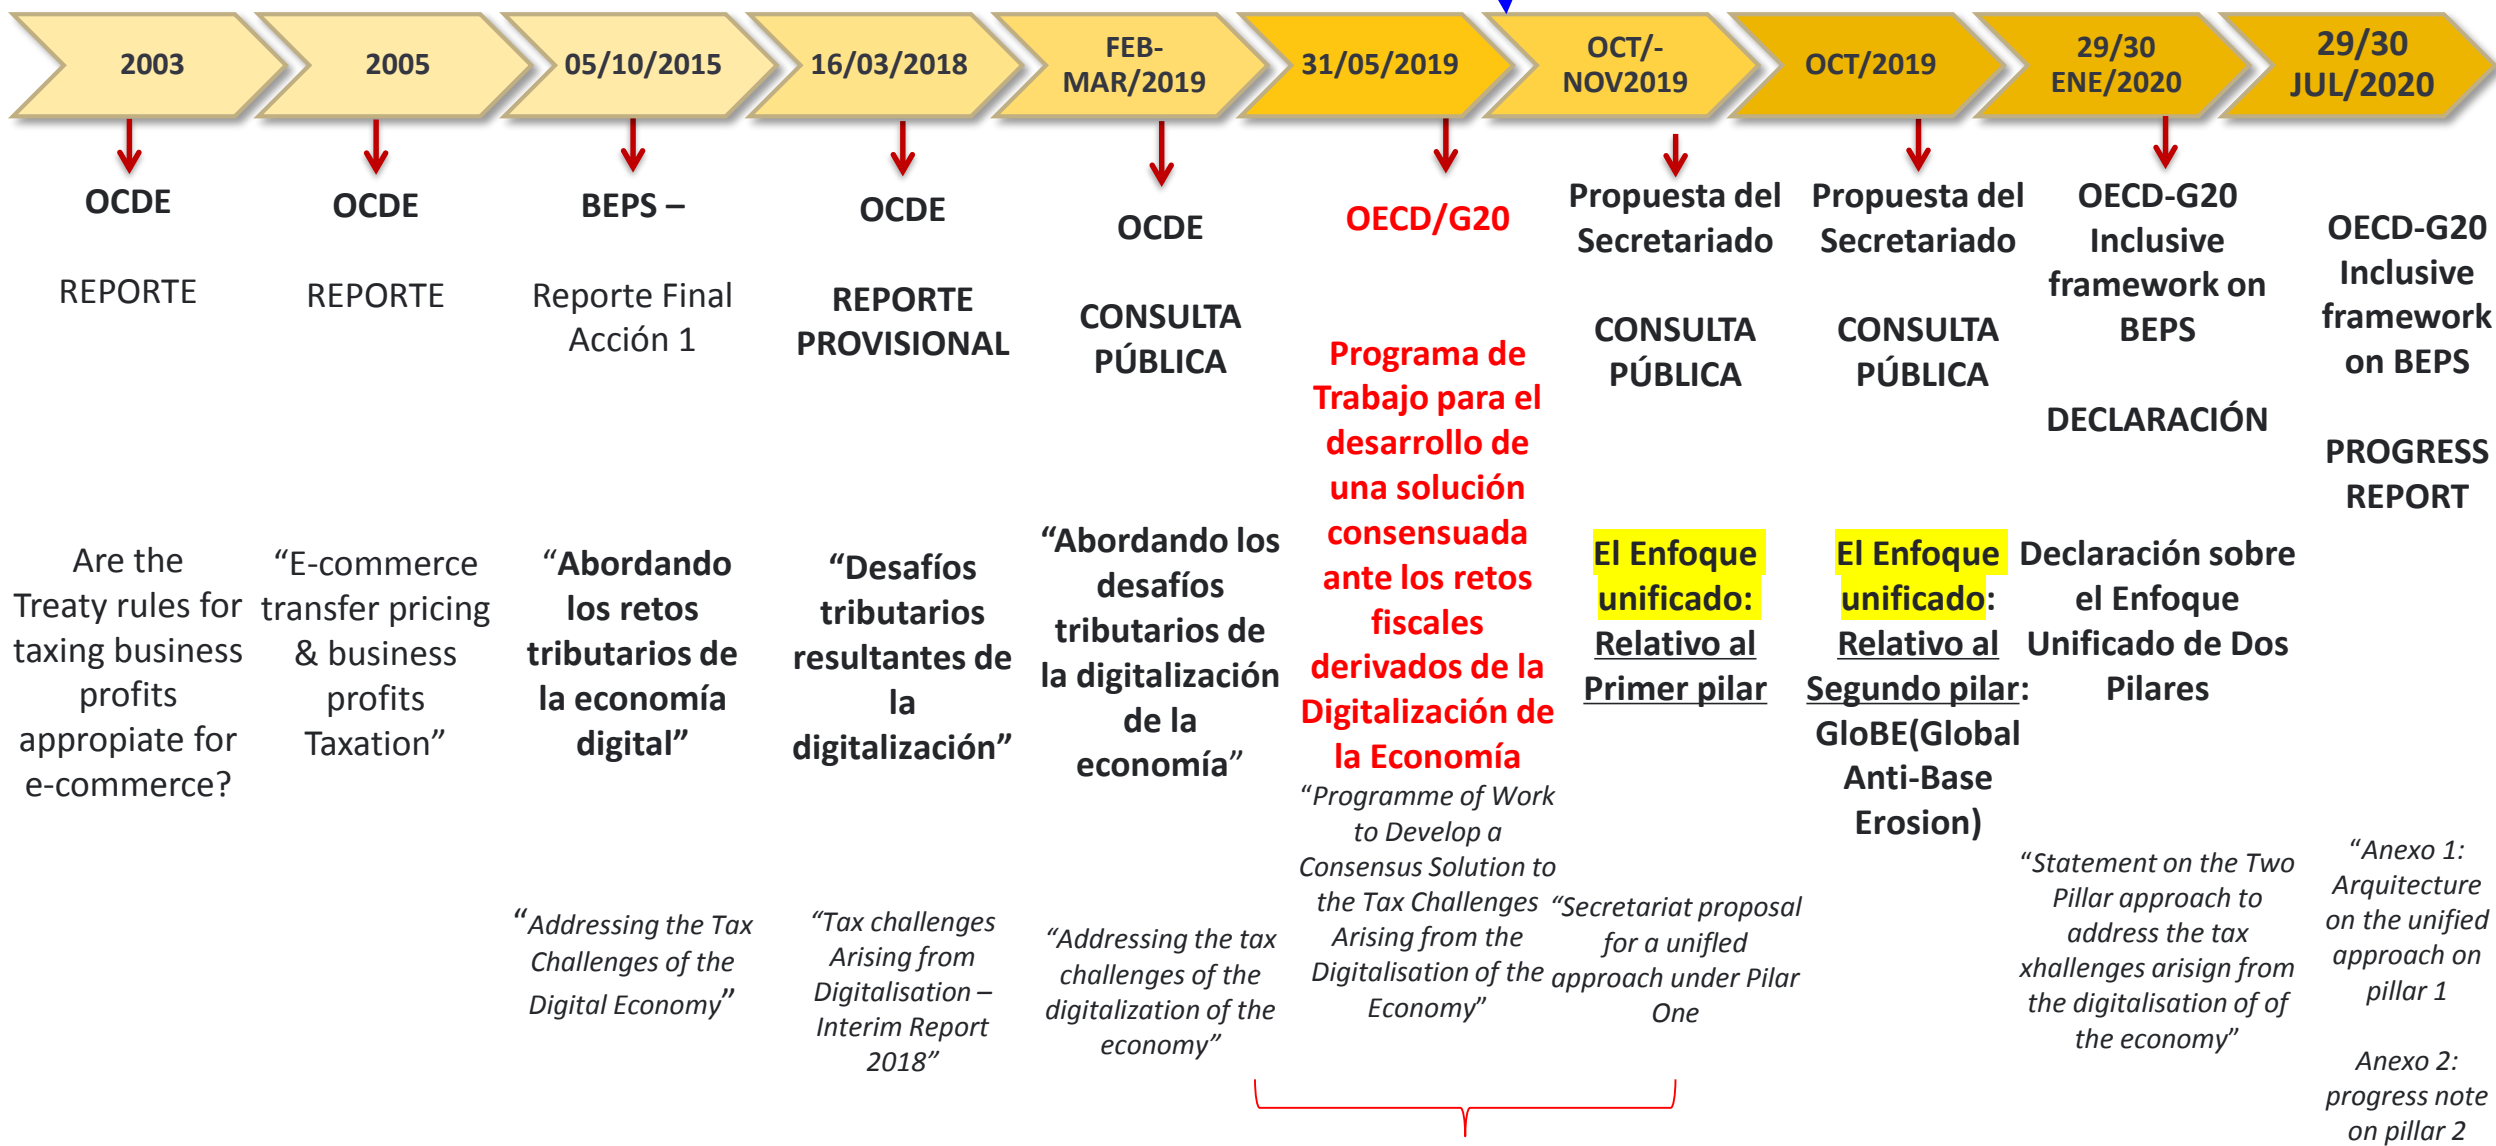 2003
2005
05/10/2015
16/03/2018
FEB-
MAR/2019
31/05/2019
OCT/-
NOV2019
OCT/2019
29/30
ENE/2020
29/30
JUL/2020
OCDE
REPORTE
Are the
Treaty rules for
taxing business
profits
appropiate for
e-commerce?
OCDE
REPORTE
“E-commerce
transfer pricing
& business
profits
Taxation”
BEPS –
Reporte Final
Acción 1
“Abordando
los retos
tributarios de
la economía
digital”
“Addressing the Tax
Challenges of the
Digital Economy”
OCDE
REPORTE
PROVISIONAL
“Desafíos
tributarios
resultantes de
la
digitalización”
“Tax challenges
Arising from
Digitalisation –
Interim Report
2018”
OCDE
CONSULTA
PÚBLICA
“Abordando los
desafíos
tributarios de
la digitalización
de la
economía”
“Addressing the tax
challenges of the
digitalization of the
economy”
OECD/G20
Programa de
Trabajo para el
desarrollo de
una solución
consensuada
ante los retos
fiscales
derivados de la
Digitalización de
la Economía
“Programme of Work
to Develop a
Consensus Solution to
the Tax Challenges
Arising from the
Digitalisation of the
Economy”
Propuesta del
Secretariado
CONSULTA
PÚBLICA
El Enfoque
unificado:
Relativo al
Primer pilar
“Secretariat proposal
for a unifled
approach under Pilar
One
Propuesta del
Secretariado
CONSULTA
PÚBLICA
El Enfoque
unificado:
Relativo al
Segundo pilar:
GloBE(Global
Anti-Base
Erosion)
OECD-G20
Inclusive
framework on
BEPS
DECLARACIÓN
Declaración sobre
el Enfoque
Unificado de Dos
Pilares
“Statement on the Two
Pillar approach to
address the tax
xhallenges arisign from
the digitalisation of of
the economy”
OECD-G20
Inclusive
framework
on BEPS
PROGRESS
REPORT
“Anexo 1:
Arquitecture
on the unified
approach on
pillar 1
Anexo 2:
progress note
on pillar 2